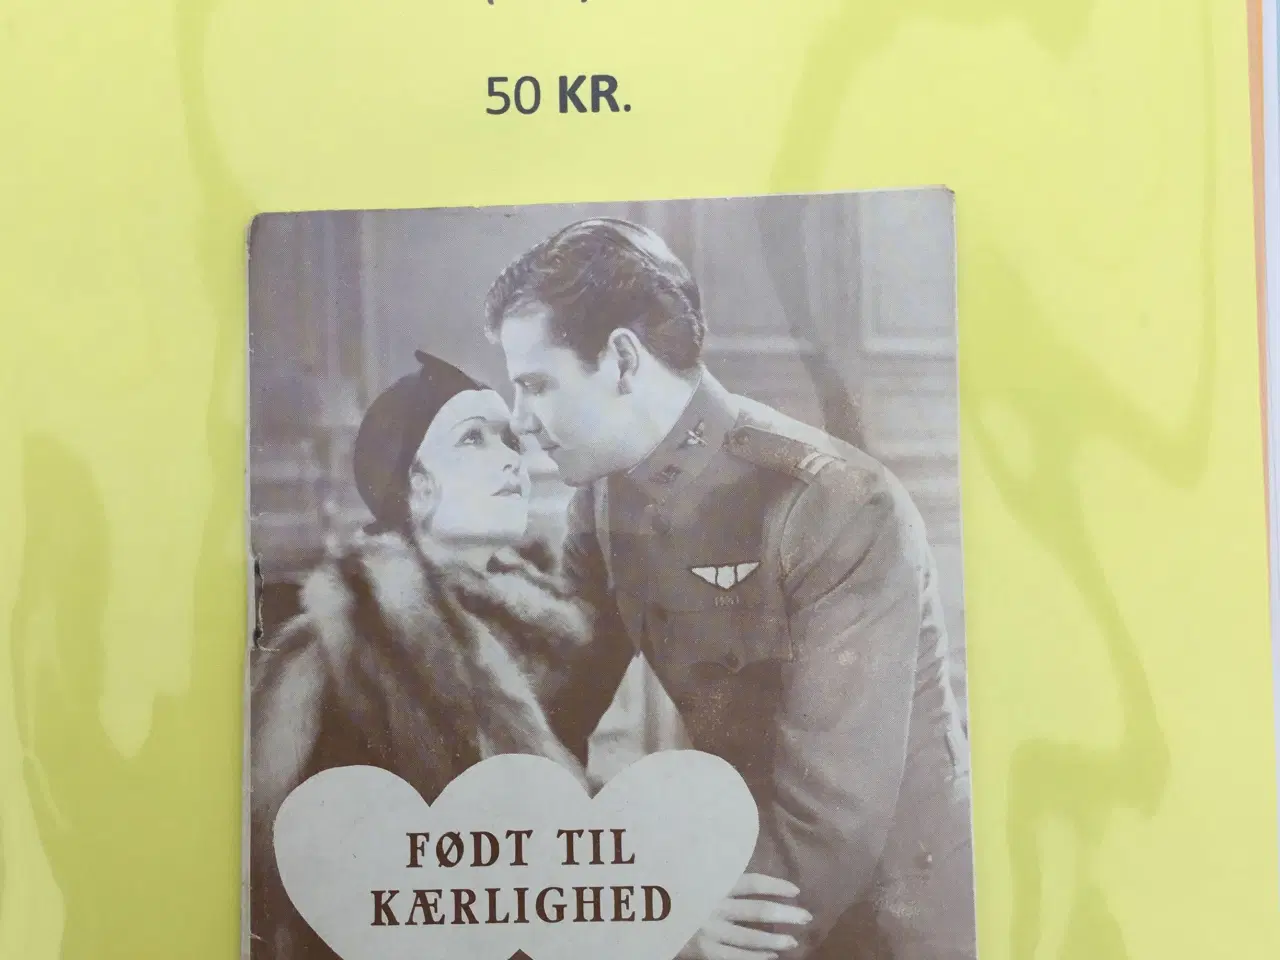 50 KR.
FØDT TIL
KÆRLIGHED